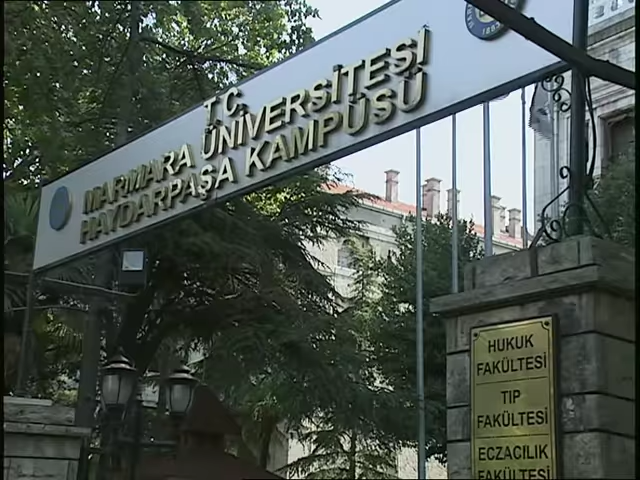 T.C.
MARMARA ÜNİVERSİTESİ
HAYDARPAŞA KAMPÜSÜ
HUKUK
FAKÜLTESİ
TIP
FAKÜLTESİ
ECZACILIK
FAKÜLTESİ